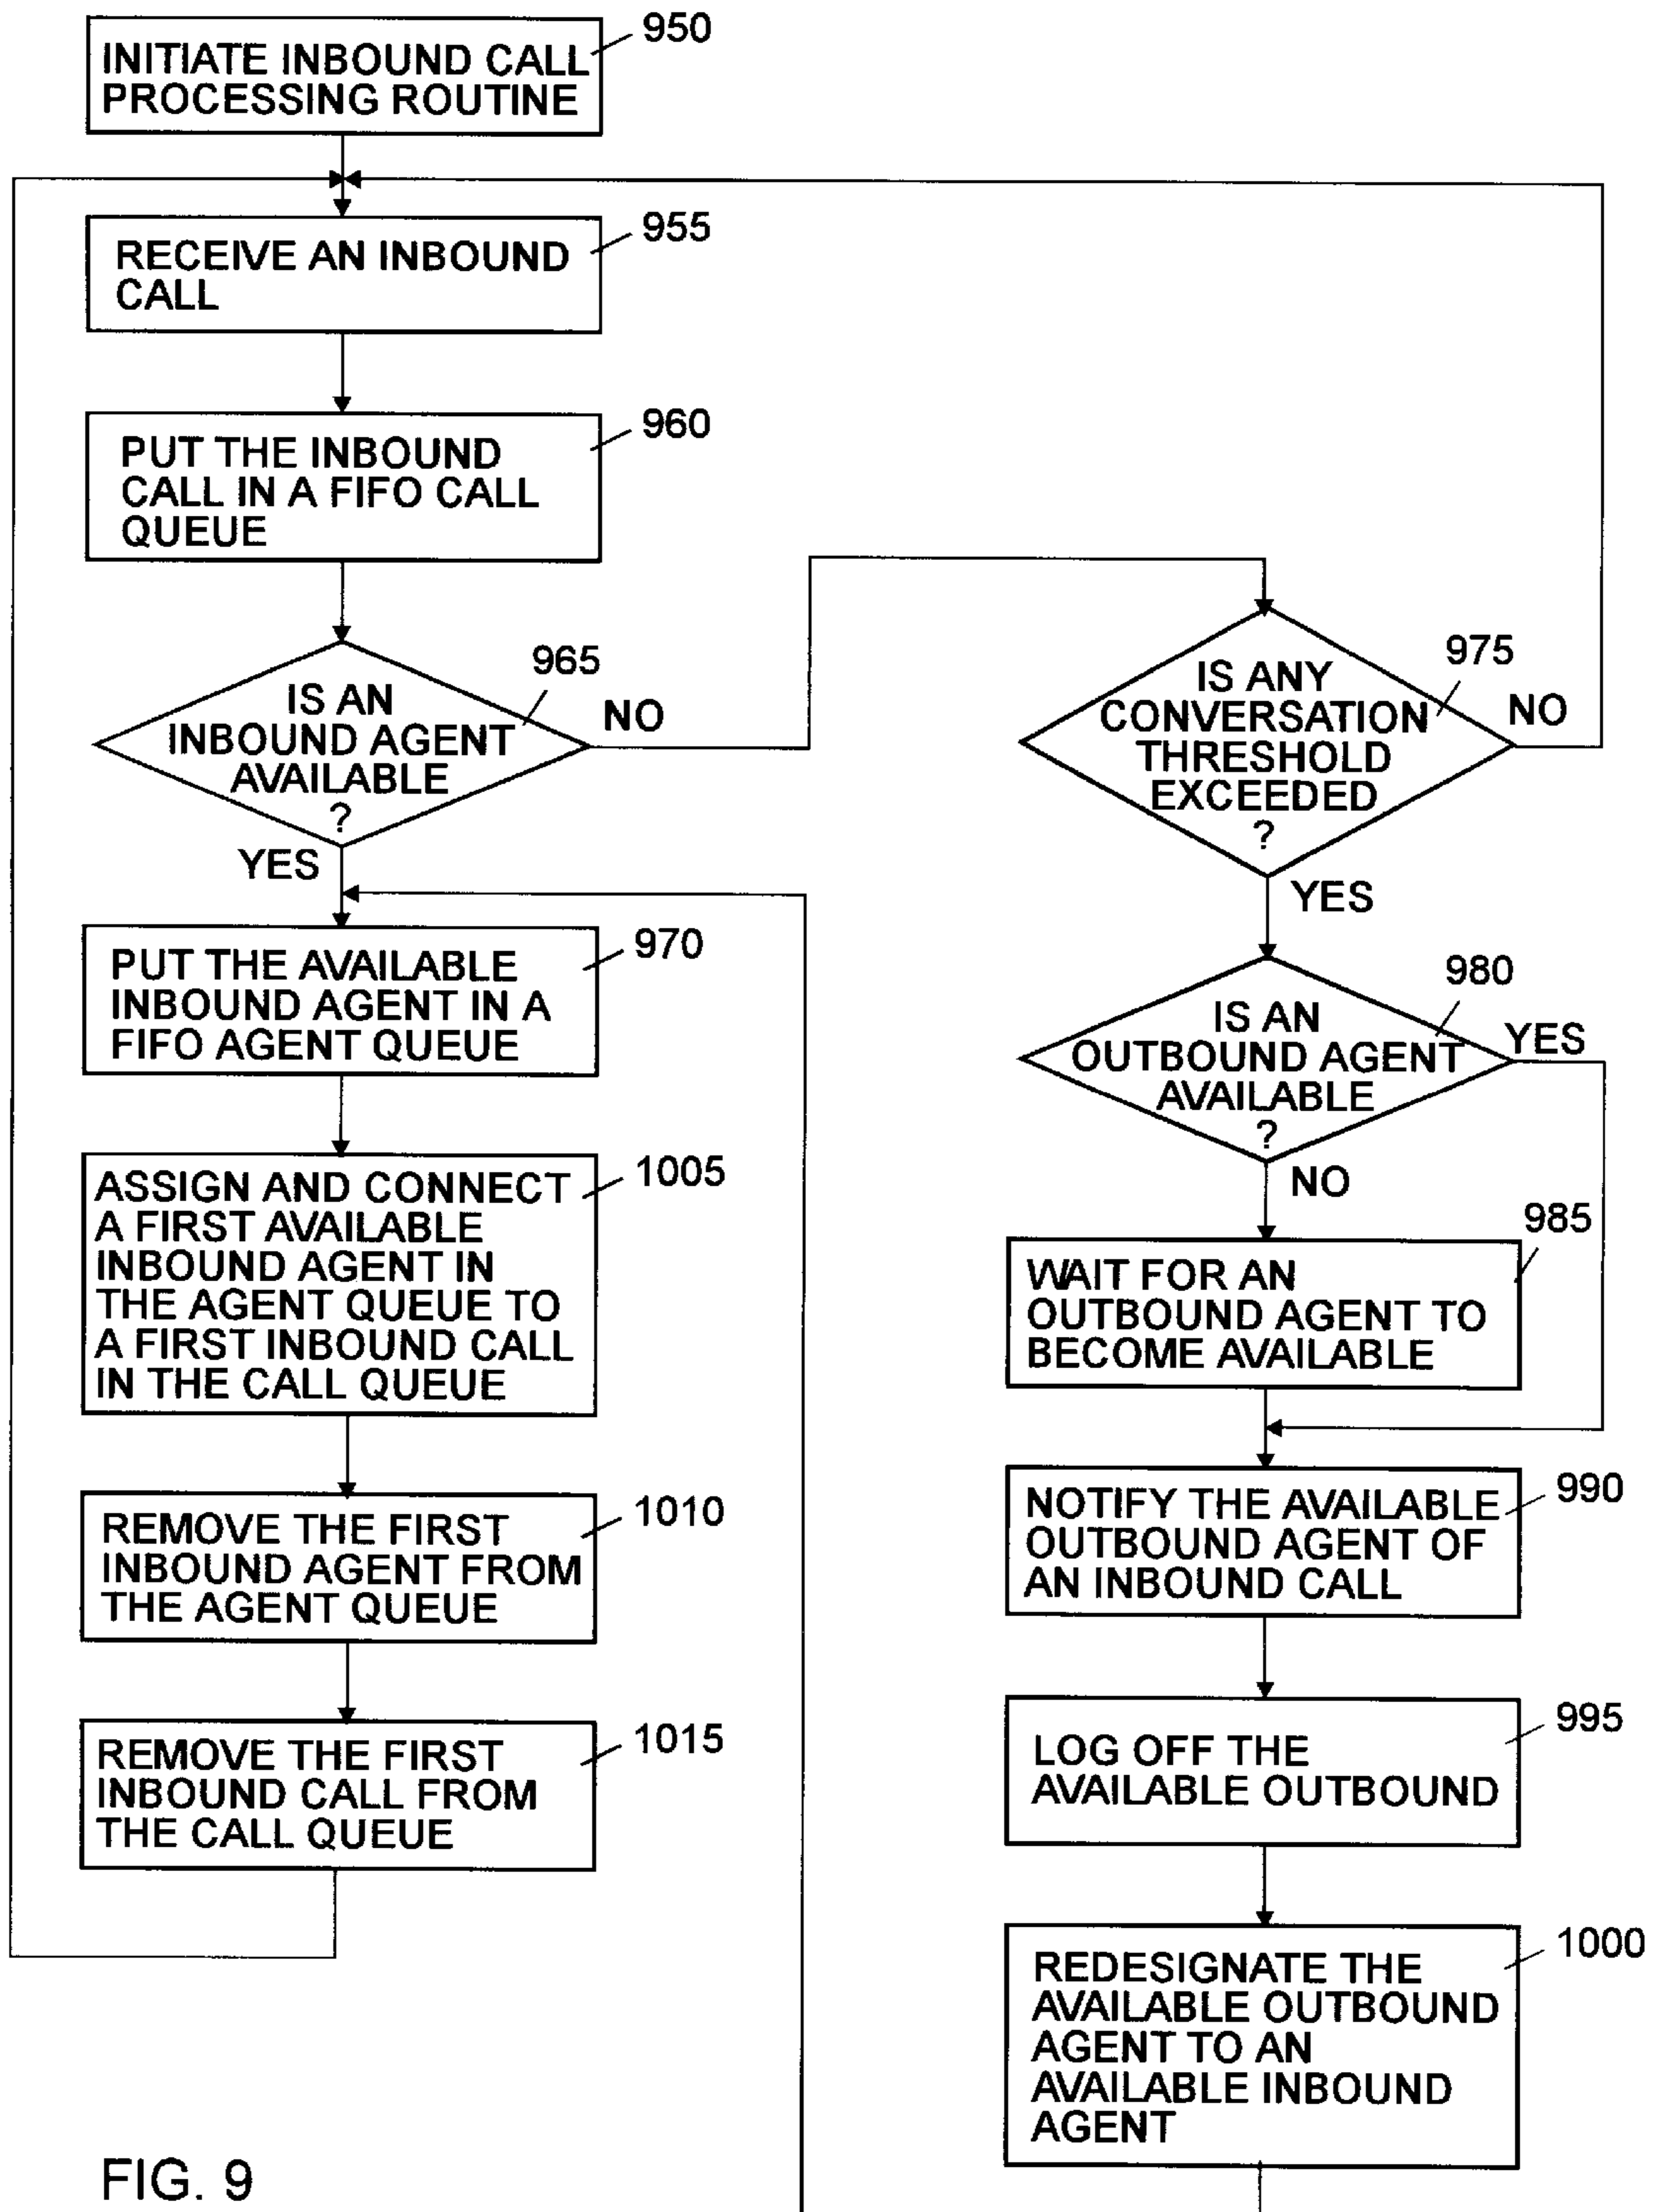 INITIATE INBOUND CALL
PROCESSING ROUTINE
950
RECEIVE AN INBOUND
CALL
955
PUT THE INBOUND
CALL IN A FIFO CALL
QUEUE
960
IS AN
INBOUND AGENT
AVAILABLE
?
965
NO
YES
PUT THE AVAILABLE
INBOUND AGENT IN A
FIFO AGENT QUEUE
970
ASSIGN AND CONNECT
A FIRST AVAILABLE
INBOUND AGENT IN
THE AGENT QUEUE TO
A FIRST INBOUND CALL
IN THE CALL QUEUE
1005
REMOVE THE FIRST
INBOUND AGENT FROM
THE AGENT QUEUE
1010
REMOVE THE FIRST
INBOUND CALL FROM
THE CALL QUEUE
1015
IS ANY
CONVERSATION
THRESHOLD
EXCEEDED
?
975
NO
YES
IS AN
OUTBOUND AGENT
AVAILABLE
?
980
YES
NO
WAIT FOR AN
OUTBOUND AGENT TO
BECOME AVAILABLE
985
NOTIFY THE AVAILABLE
OUTBOUND AGENT OF
AN INBOUND CALL
990
LOG OFF THE
AVAILABLE OUTBOUND
995
REDESIGNATE THE
AVAILABLE OUTBOUND
AGENT TO AN
AVAILABLE INBOUND
AGENT
1000
FIG. 9